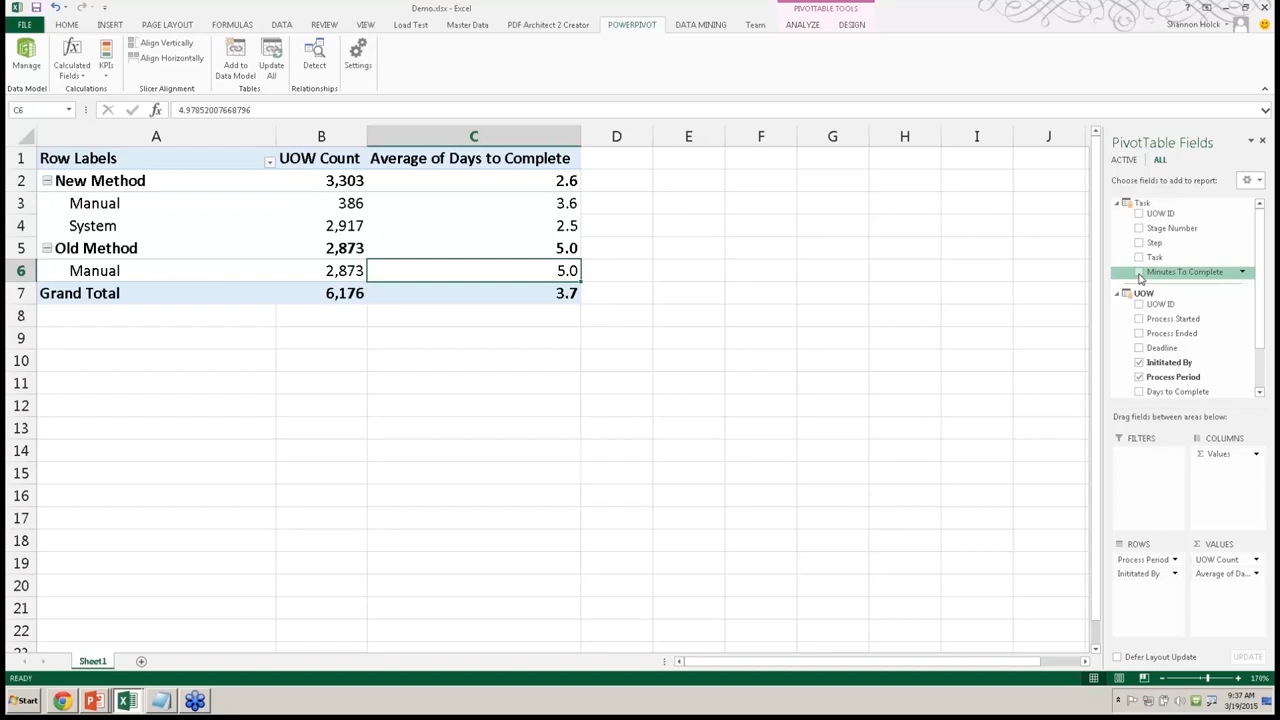 Demo.xlsx - Excel
PIVOTTABLE TOOLS
FILE HOME INSERT PAGE LAYOUT FORMULAS DATA REVIEW VIEW Load Test Luster Data PDF Architect 2 Creator POWERPIVOT DATA MINING Team ANALYZE DESIGN Shannon Holck
Manage
Calculated Fields
KPIs
Align Vertically
Align Horizontally
Add to Data Model
Update All
Detect
Settings
Data Model Calculations Slicer Alignment Tables Relationships
C6 fx 4.97852007668796
A B C D E F G H I J
1 Row Labels UOW Count Average of Days to Complete
2 New Method 3,303 2.6
3 Manual 386 3.6
4 System 2,917 2.5
5 Old Method 2,873 5.0
6 Manual 2,873 5.0
7 Grand Total 6,176 3.7
8
9
10
11
12
13
14
15
16
17
18
19
20
21
22
23
Sheet1
READY
170%
PivotTable Fields
ACTIVE ALL
Choose fields to add to report:
Task
UOW ID
Stage Number
Step
Task
Minutes To Complete
UOW
UOW ID
Process Started
Process Ended
Deadline
Inititated By
Process Period
Days to Complete
Drag fields between areas below:
FILTERS COLUMNS
Σ Values
ROWS Σ VALUES
Process Period UOW Count
Inititated By Average of Da...
Defer Layout Update UPDATE
Start
9:37 AM
3/19/2015